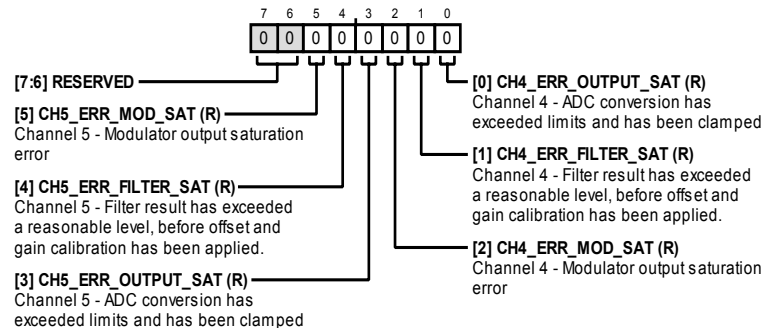 7 6 5 4 3 2 1 0
0 0 0 0 0 0 0 0
[7:6] RESERVED
[5] CH5_ERR_MOD_SAT (R)
Channel 5 - Modulator output saturation
error
[4] CH5_ERR_FILTER_SAT (R)
Channel 5 - Filter result has exceeded
a reasonable level, before offset and
gain calibration has been applied.
[3] CH5_ERR_OUTPUT_SAT (R)
Channel 5 - ADC conversion has
exceeded limits and has been clamped
[0] CH4_ERR_OUTPUT_SAT (R)
Channel 4 - ADC conversion has
exceeded limits and has been clamped
[1] CH4_ERR_FILTER_SAT (R)
Channel 4 - Filter result has exceeded
a reasonable level, before offset and
gain calibration has been applied.
[2] CH4_ERR_MOD_SAT (R)
Channel 4 - Modulator output saturation
error